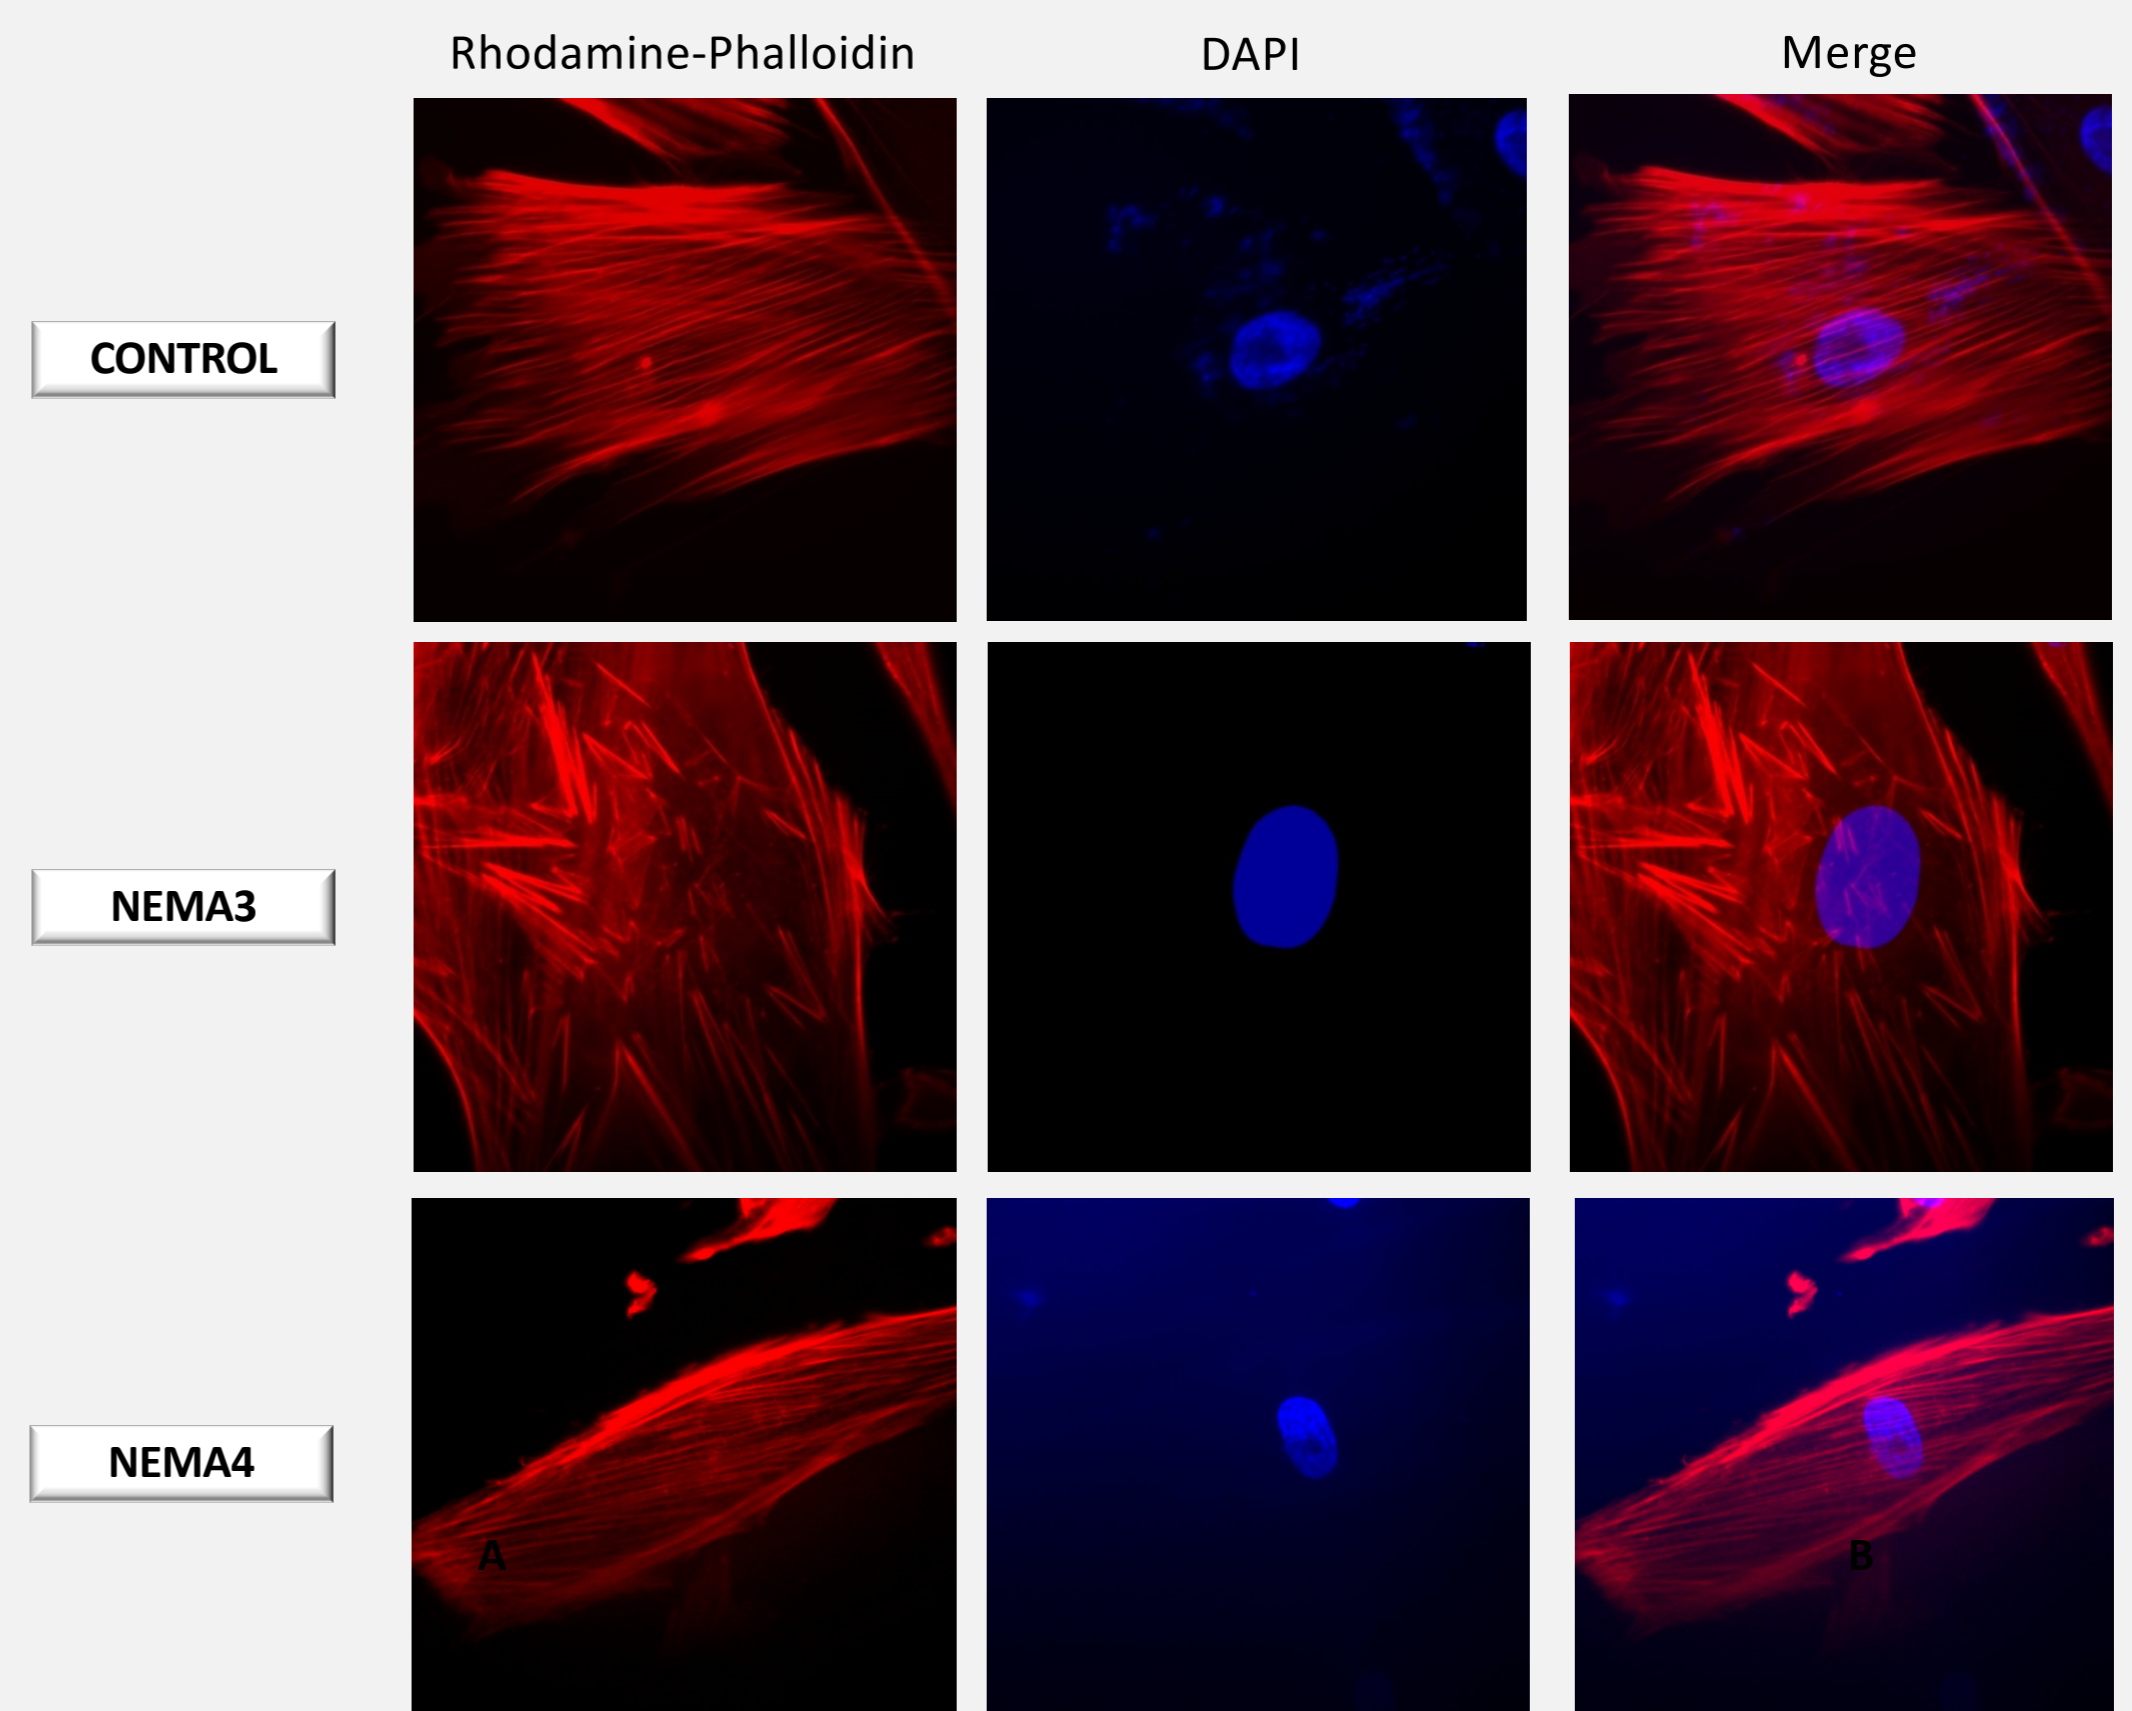 Rhodamine-Phalloidin
DAPI
Merge
CONTROL
NEMA3
NEMA4
A
B